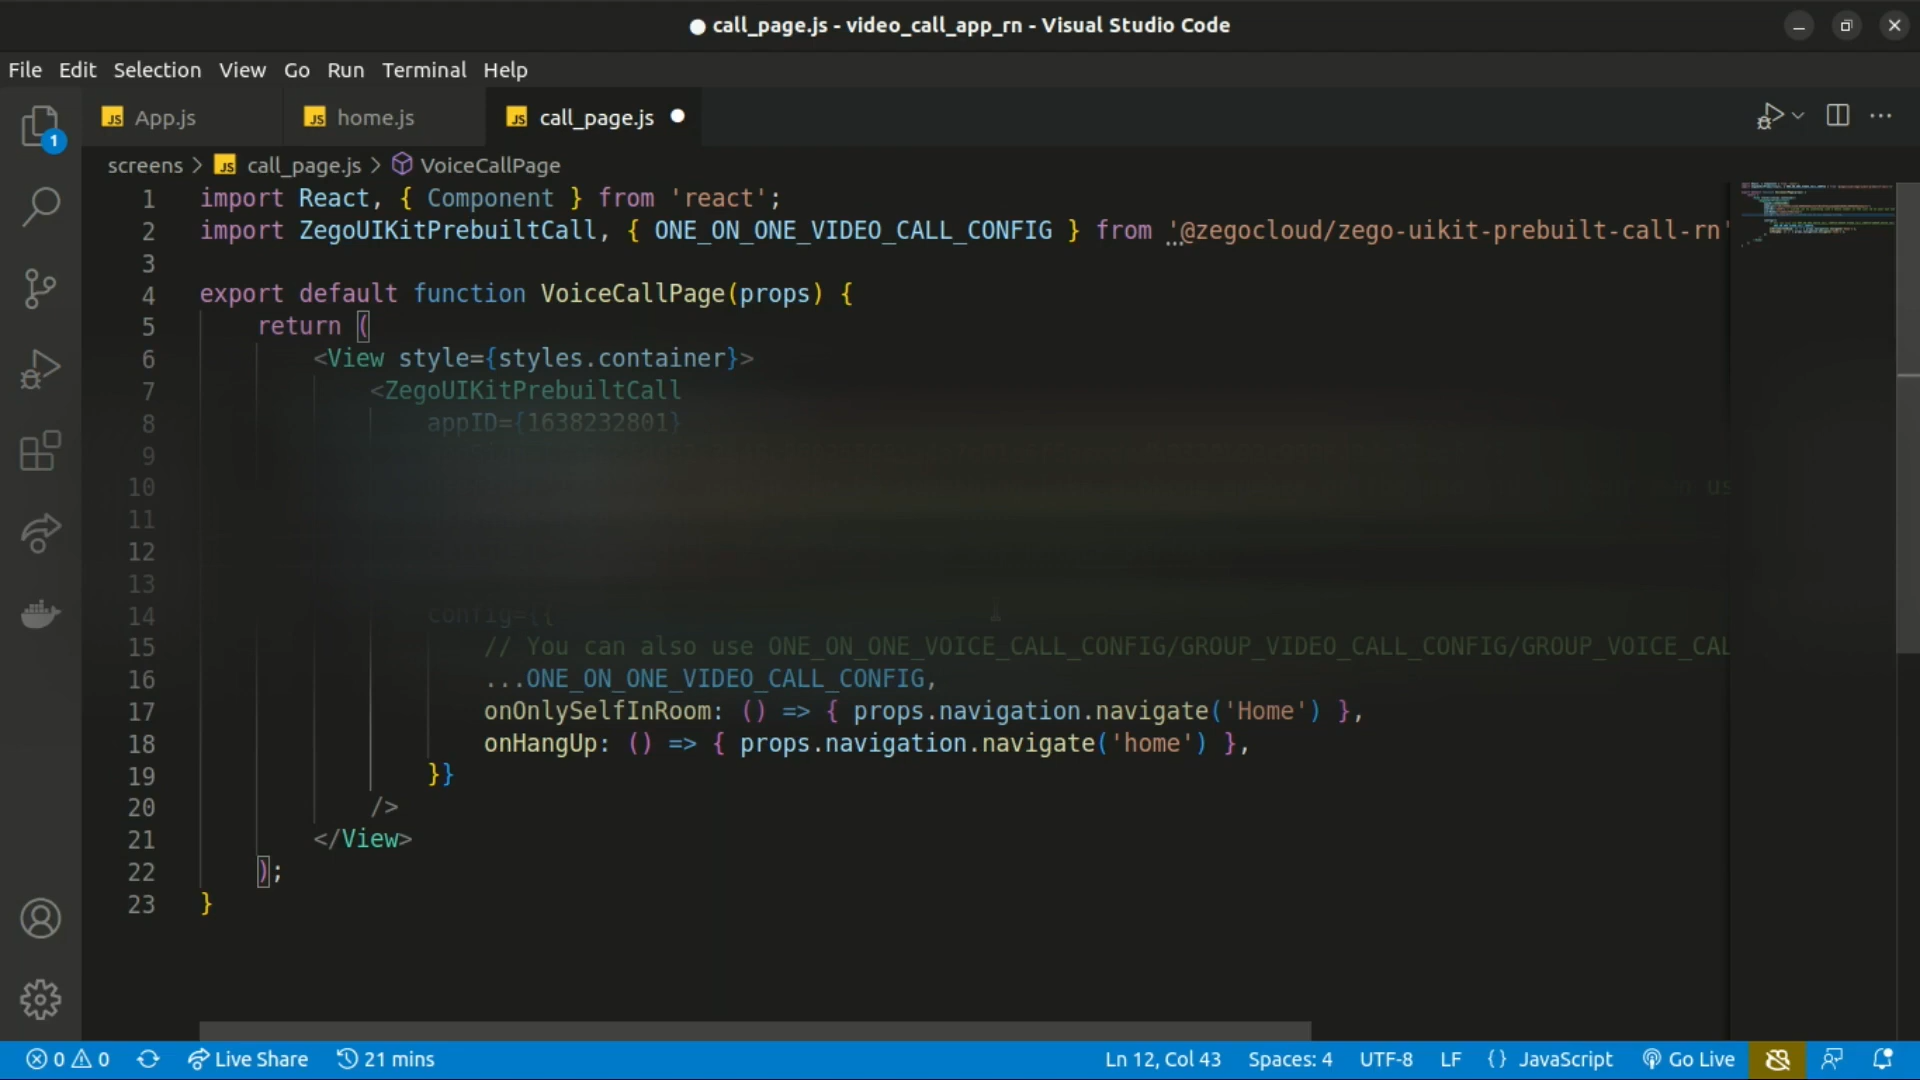 ● call_page.js - video_call_app_rn - Visual Studio Code
File Edit Selection View Go Run Terminal Help
JS App.js JS home.js JS call_page.js ●
1
screens > JS call_page.js > VoiceCallPage
1 import React, { Component } from 'react';
2 import ZegoUIKitPrebuiltCall, { ONE_ON_ONE_VIDEO_CALL_CONFIG } from '@zegocloud/zego-uikit-prebuilt-call-rn'
3
4 export default function VoiceCallPage(props) {
5 return (
6 <View style={styles.container}>
7 <ZegoUIKitPrebuiltCall
8 appID={1638232801}
9
10
11
12
13
14 config={{
15 // You can also use ONE_ON_ONE_VOICE_CALL_CONFIG/GROUP_VIDEO_CALL_CONFIG/GROUP_VOICE_CAL
16 ...ONE_ON_ONE_VIDEO_CALL_CONFIG,
17 onOnlySelfInRoom: () => { props.navigation.navigate('Home') },
18 onHangUp: () => { props.navigation.navigate('home') },
19 }}
20 />
21 </View>
22 );
23 }
0 0 Live Share 21 mins Ln 12, Col 43 Spaces: 4 UTF-8 LF {} JavaScript Go Live